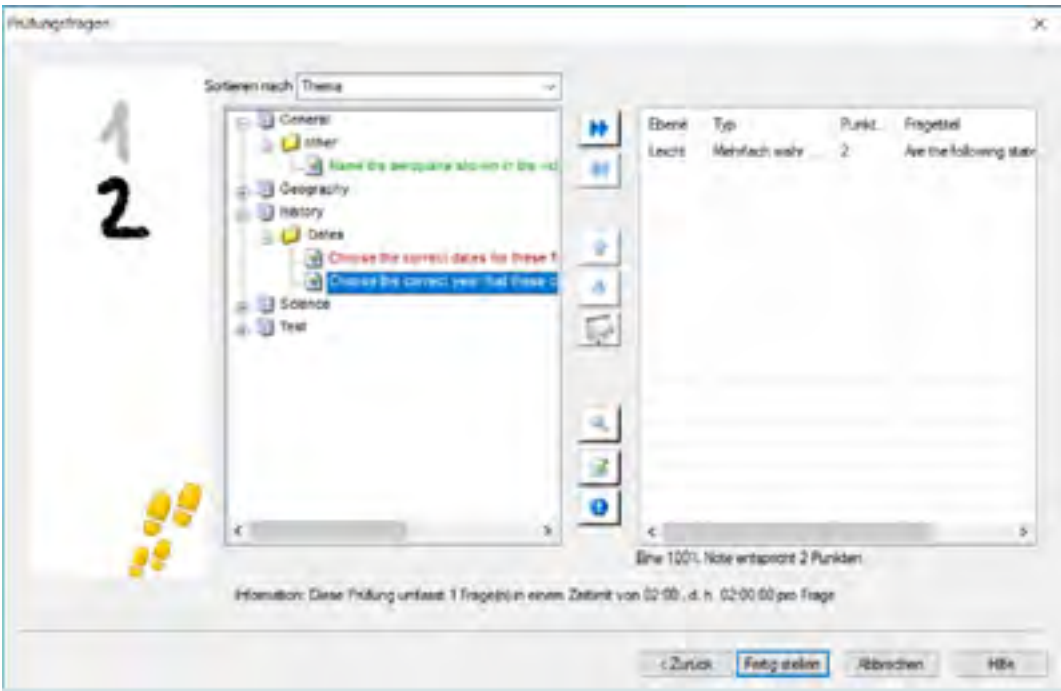 Prüfungsfragen
1
2
Sortieren nach Thema
General
other
Name the aeroplane shown in the vid
Geography
History
Dates
Choose the correct dates for these f
Choose the correct year that these
Science
Test
Ebene Typ Punkt... Fragetitel
Leicht Mehrfach wahr ... 2 Are the following state
Eine 100% Note entspricht 2 Punkten
Information: Diese Prüfung umfasst 1 Frage(n) in einem Zeitlimit von 02:00, d. h. 02:00:00 pro Frage
< Zurück Fertig stellen Abbrechen Hilfe